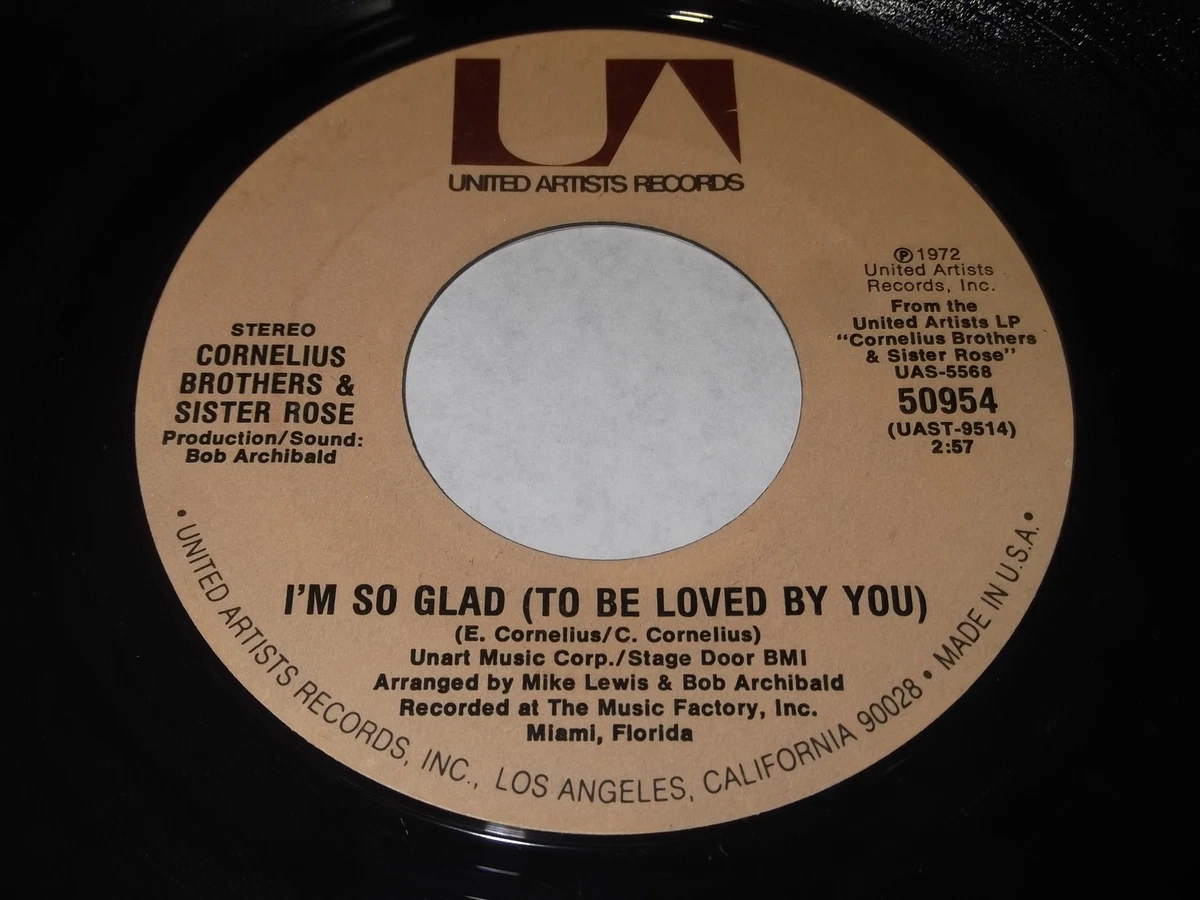 UA
UNITED ARTISTS RECORDS
℗ 1972
United Artists
Records, Inc.
From the
United Artists LP
"Cornelius Brothers
& Sister Rose"
UAS-5568
50954
(UAST-9514)
2:57
STEREO
CORNELIUS
BROTHERS &
SISTER ROSE
Production/Sound:
Bob Archibald
I'M SO GLAD (TO BE LOVED BY YOU)
(E. Cornelius/C. Cornelius)
Unart Music Corp./Stage Door BMI
Arranged by Mike Lewis & Bob Archibald
Recorded at The Music Factory, Inc.
Miami, Florida
• UNITED ARTISTS RECORDS, INC., LOS ANGELES, CALIFORNIA 90028 • MADE IN U.S.A. •